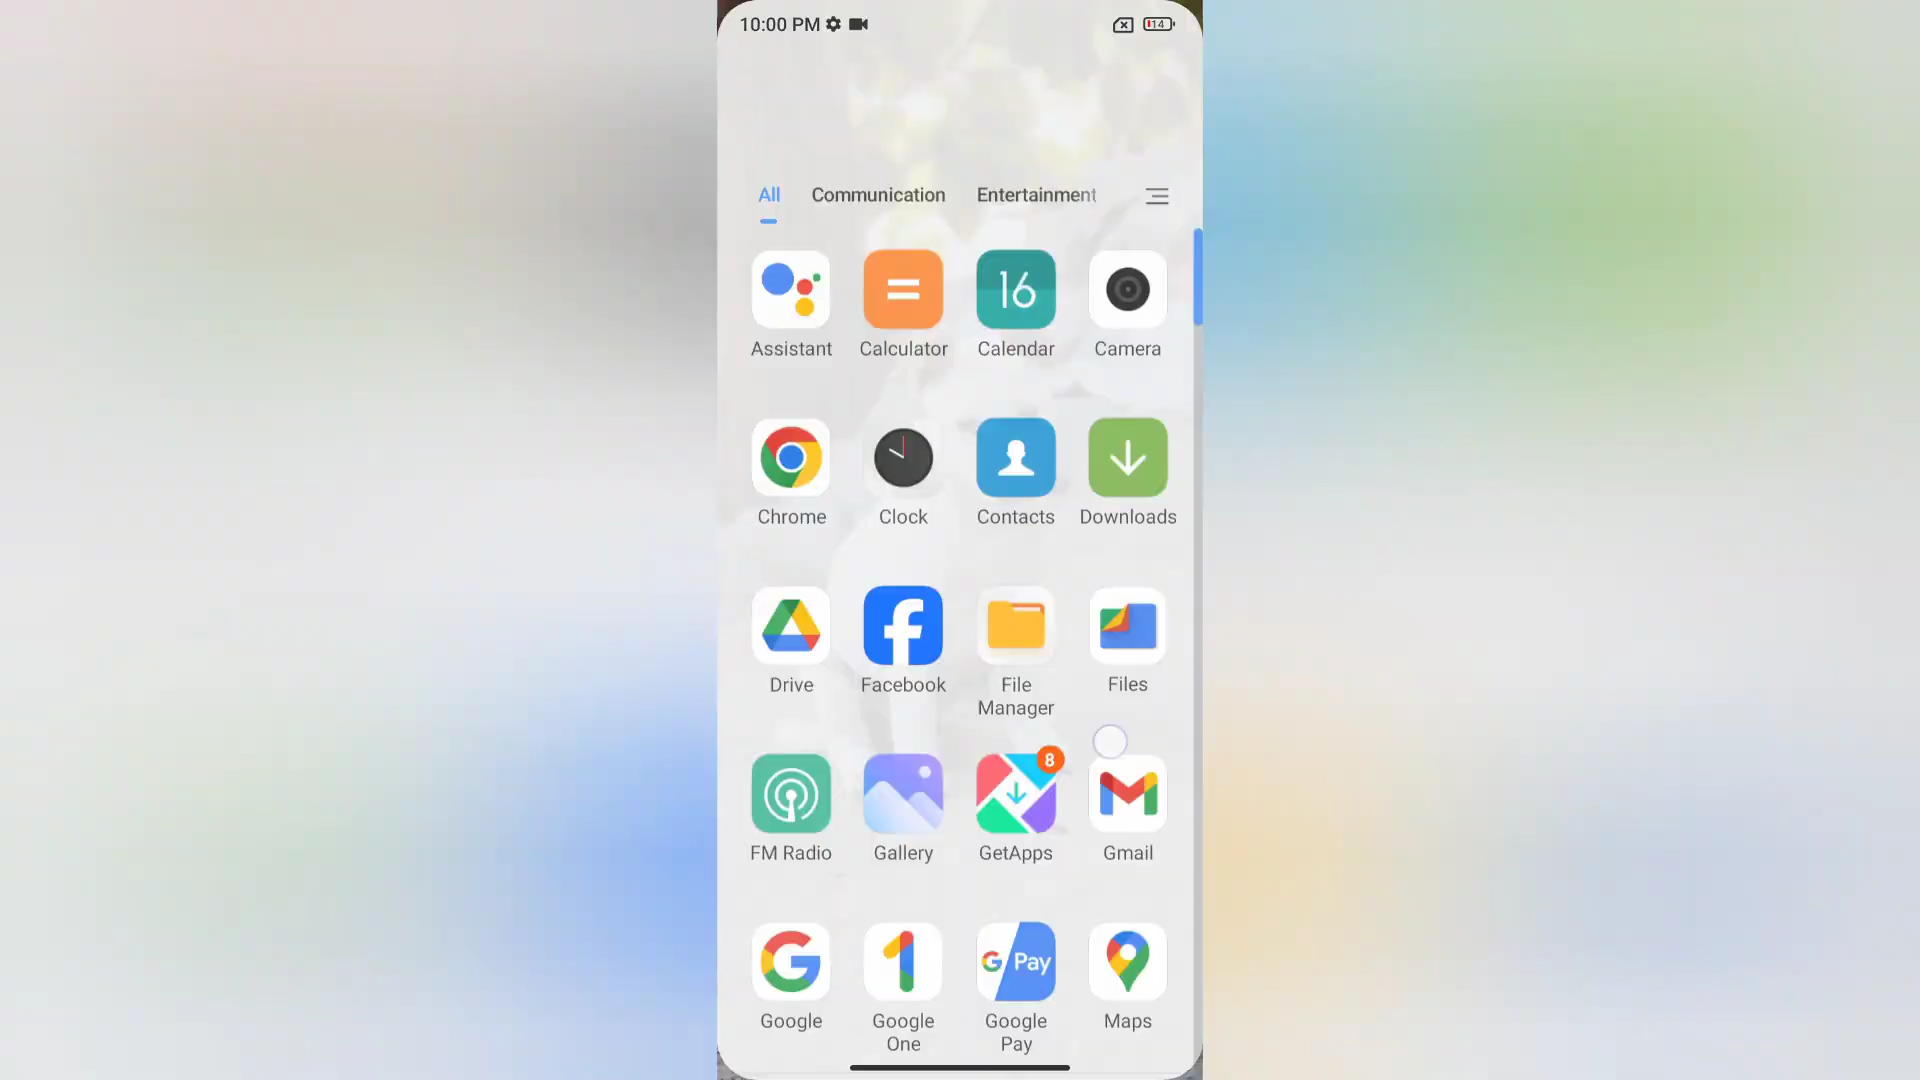 10:00 PM
14
All Communication Entertainment
16
Assistant Calculator Calendar Camera
Chrome Clock Contacts Downloads
Drive Facebook File Manager Files
8
FM Radio Gallery GetApps Gmail
G Pay
Google Google One Google Pay Maps